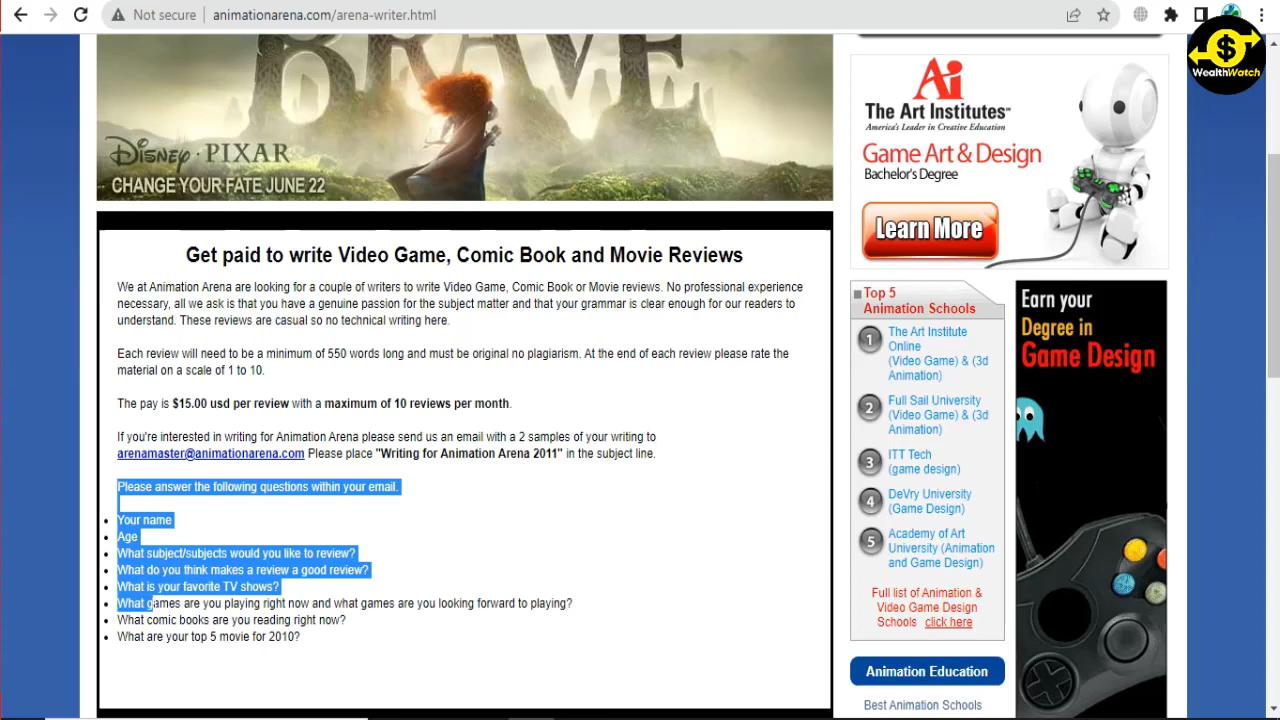 Not secure
animationarena.com/arena-writer.html
BRAVE
DISNEY · PIXAR
CHANGE YOUR FATE JUNE 22
Get paid to write Video Game, Comic Book and Movie Reviews
We at Animation Arena are looking for a couple of writers to write Video Game, Comic Book or Movie reviews. No professional experience
necessary, all we ask is that you have a genuine passion for the subject matter and that your grammar is clear enough for our readers to
understand. These reviews are casual so no technical writing here.
Each review will need to be a minimum of 550 words long and must be original no plagiarism. At the end of each review please rate the
material on a scale of 1 to 10.
The pay is $15.00 usd per review with a maximum of 10 reviews per month.
If you're interested in writing for Animation Arena please send us an email with a 2 samples of your writing to
arenamaster@animationarena.com Please place "Writing for Animation Arena 2011" in the subject line.
Please answer the following questions within your email.
Your name
Age
What subject/subjects would you like to review?
What do you think makes a review a good review?
What is your favorite TV shows?
What games are you playing right now and what games are you looking forward to playing?
What comic books are you reading right now?
What are your top 5 movie for 2010?
$
WealthWatch
Ai
The Art Institutes℠
America's Leader in Creative Education
Game Art & Design
Bachelor's Degree
Learn More
Top 5
Animation Schools
1
The Art Institute
Online
(Video Game) & (3d
Animation)
2
Full Sail University
(Video Game) & (3d
Animation)
3
ITT Tech
(game design)
4
DeVry University
(Game Design)
5
Academy of Art
University (Animation
and Game Design)
Full list of Animation &
Video Game Design
Schools click here
Animation Education
Best Animation Schools
Earn your
Degree in
Game Design